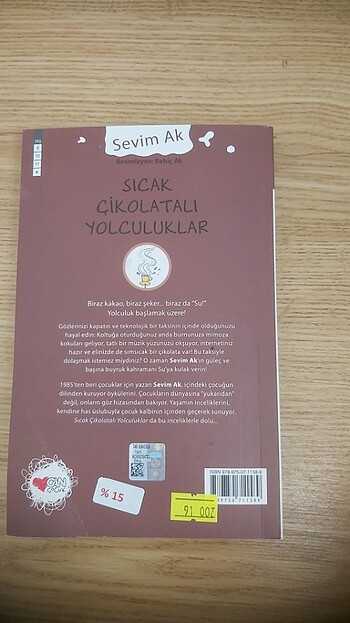 Sevim Ak
Resimleyen: Behiç Ak
SICAK
ÇİKOLATALI
YOLCULUKLAR
Biraz kakao, biraz şeker... biraz da "Su!"
Yolculuk başlamak üzere!
Gözlerinizi kapatın ve teknolojik bir taksinin içinde olduğunuzu
hayal edin: Koltuğa oturduğunuz anda burnunuza mimoza
kokuları geliyor, tatlı bir müzik yüzünüzü okşuyor, internetiniz
hazır ve elinizde de sımsıcak bir çikolata var! Bu taksiyle
dolaşmak istemez miydiniz? O zaman Sevim Ak'ın güleç ve
başına buyruk kahramanı Su'ya kulak verin!
1985'ten beri çocuklar için yazan Sevim Ak, içindeki çocuğun
dilinden kuruyor öykülerini. Çocukların dünyasına "yukarıdan"
değil, onların göz hizasından bakıyor. Yaşamın inceliklerini,
kendine has üslubuyla çocuk kalbinin içinden geçerek sunuyor.
Sıcak Çikolatalı Yolculuklar da bu inceliklerle dolu...
ISBN 978-975-07-1158-9
CAN
% 15
16 00TL